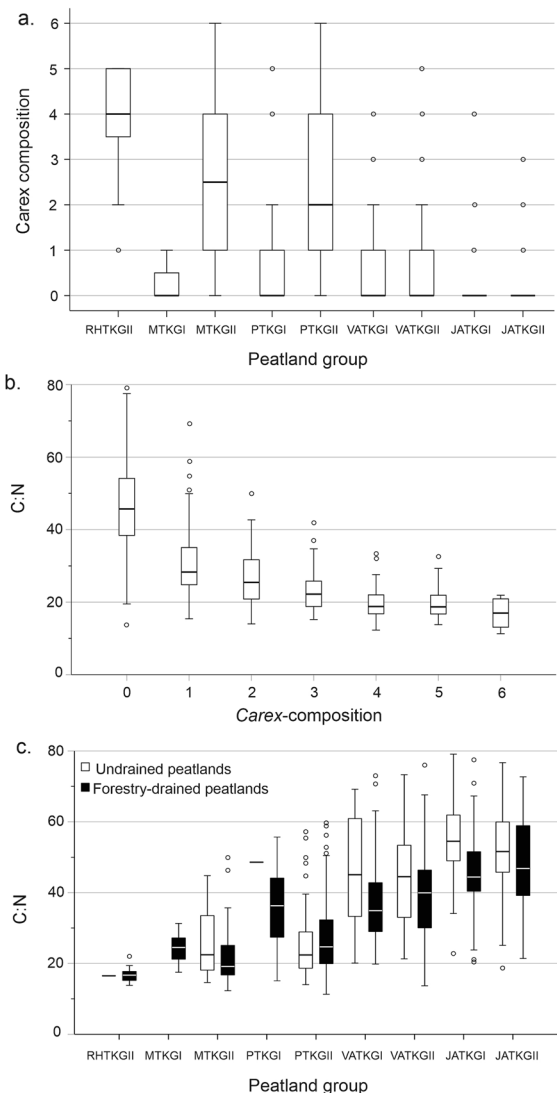 a.
Carex composition
6
5
4
3
2
1
0
RHTKGII MTKGI MTKGII PTKGI PTKGII VATKGI VATKGII JATKGI JATKGII
Peatland group
b.
C:N
80
60
40
20
0
0 1 2 3 4 5 6
Carex-composition
c.
C:N
80
60
40
20
0
Undrained peatlands
Forestry-drained peatlands
RHTKGII MTKGI MTKGII PTKGI PTKGII VATKGI VATKGII JATKGI JATKGII
Peatland group